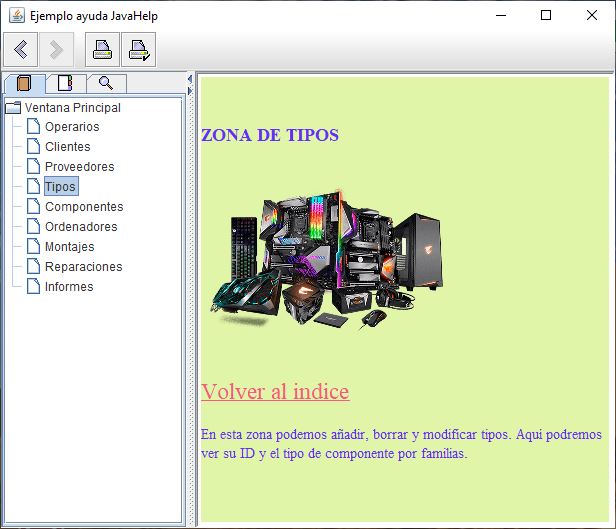 Ejemplo ayuda JavaHelp
Ventana Principal
Operarios
Clientes
Proveedores
Tipos
Componentes
Ordenadores
Montajes
Reparaciones
Informes
ZONA DE TIPOS
Volver al indice
En esta zona podemos añadir, borrar y modificar tipos. Aqui podremos
ver su ID y el tipo de componente por familias.